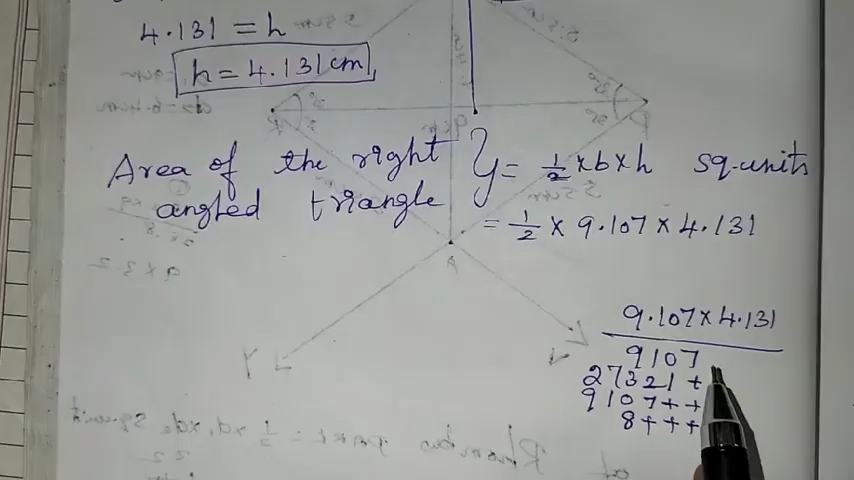 4.131 = h
h = 4.131 cm
Area of the right angled triangle } = 1/2 × b × h sq.units
= 1/2 × 9.107 × 4.131
9.107 × 4.131
9107
27321 +
9107 + +
8 + + +